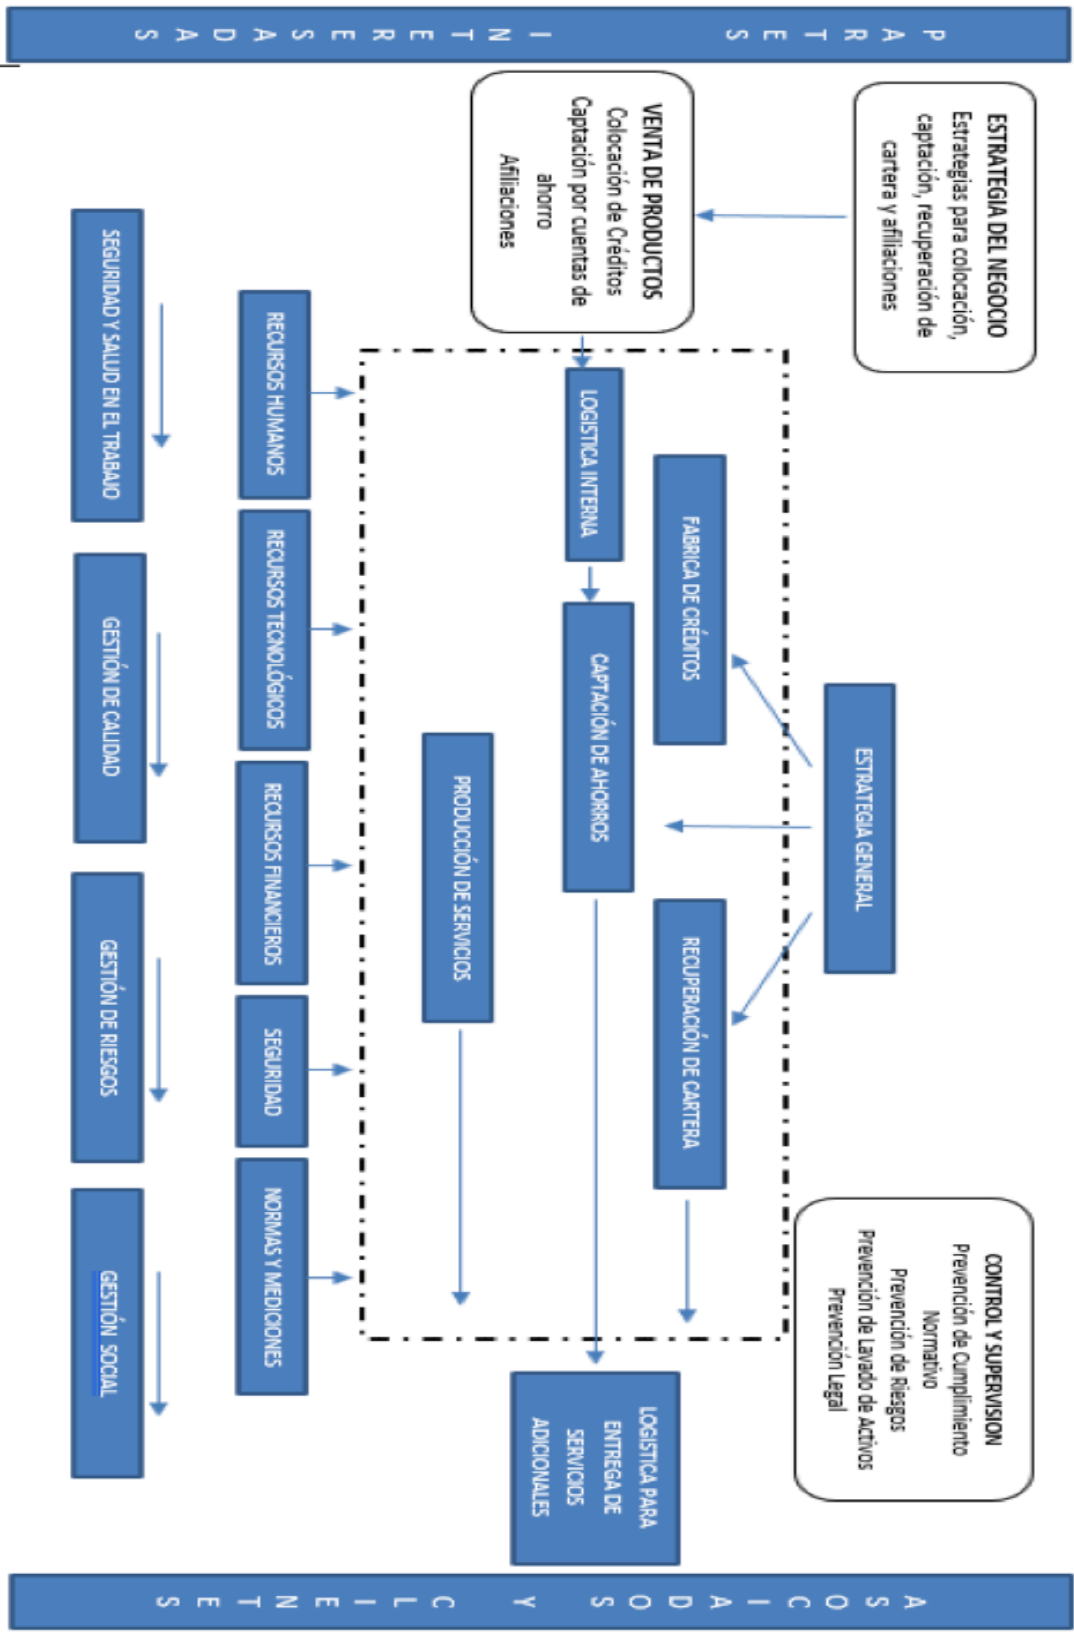 P A R T E S I N T E R E S A D A S
ESTRATEGIA DEL NEGOCIO
Estrategias para colocación,
captación, recuperación de
cartera y afiliaciones
ESTRATEGIA GENERAL
CONTROL Y SUPERVISION
Prevención de Cumplimiento
Normativo
Prevención de Riesgos
Prevención de Lavado de Activos
Prevención Legal
VENTA DE PRODUCTOS
Colocación de Créditos
Captación por cuentas de
ahorro
Afiliaciones
FABRICA DE CRÉDITOS
RECUPERACIÓN DE CARTERA
LOGISTICA INTERNA
CAPTACIÓN DE AHORROS
PRODUCCIÓN DE SERVICIOS
LOGISTICA PARA
ENTREGA DE
SERVICIOS
ADICIONALES
RECURSOS HUMANOS
RECURSOS TECNOLÓGICOS
RECURSOS FINANCIEROS
SEGURIDAD
NORMAS Y MEDICIONES
SEGURIDAD Y SALUD EN EL TRABAJO
GESTIÓN DE CALIDAD
GESTIÓN DE RIESGOS
GESTIÓN SOCIAL
A S O C I A D O S Y C L I E N T E S